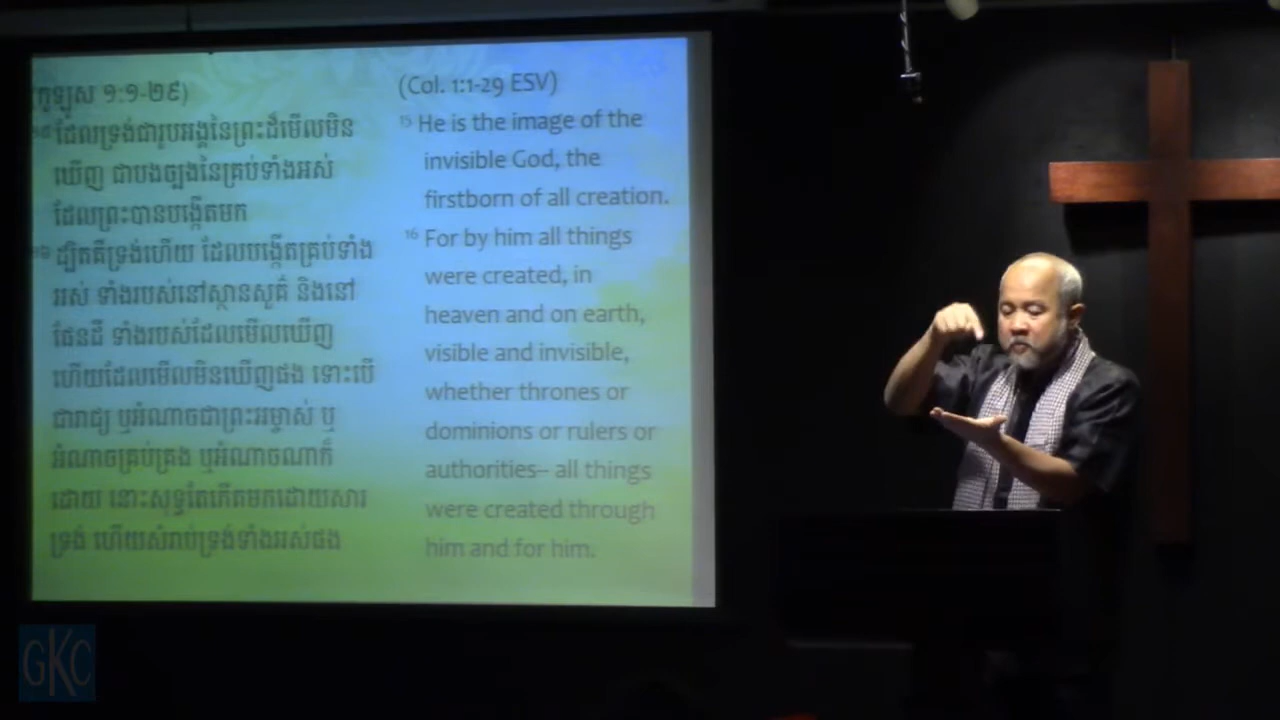 (កូឡុស ១:១-២៩)
១៥ ដែលទ្រង់ជារូបអង្គនៃព្រះដ៏មើលមិន
ឃើញ ជាបងច្បងនៃគ្រប់ទាំងអស់
ដែលព្រះបានបង្កើតមក
១៦ ដ្បិតគឺទ្រង់ហើយ ដែលបង្កើតគ្រប់ទាំង
អស់ ទាំងរបស់នៅស្ថានសួគ៌ និងនៅ
ផែនដី ទាំងរបស់ដែលមើលឃើញ
ហើយដែលមើលមិនឃើញផង ទោះបើ
ជារាជ្យ ឬអំណាចជាព្រះអម្ចាស់ ឬ
អំណាចគ្រប់គ្រង ឬអំណាចណាក៏
ដោយ នោះសុទ្ធតែកើតមកដោយសារ
ទ្រង់ ហើយសំរាប់ទ្រង់ទាំងអស់ផង
(Col. 1:1-29 ESV)
15 He is the image of the
invisible God, the
firstborn of all creation.
16 For by him all things
were created, in
heaven and on earth,
visible and invisible,
whether thrones or
dominions or rulers or
authorities-- all things
were created through
him and for him.
GKC